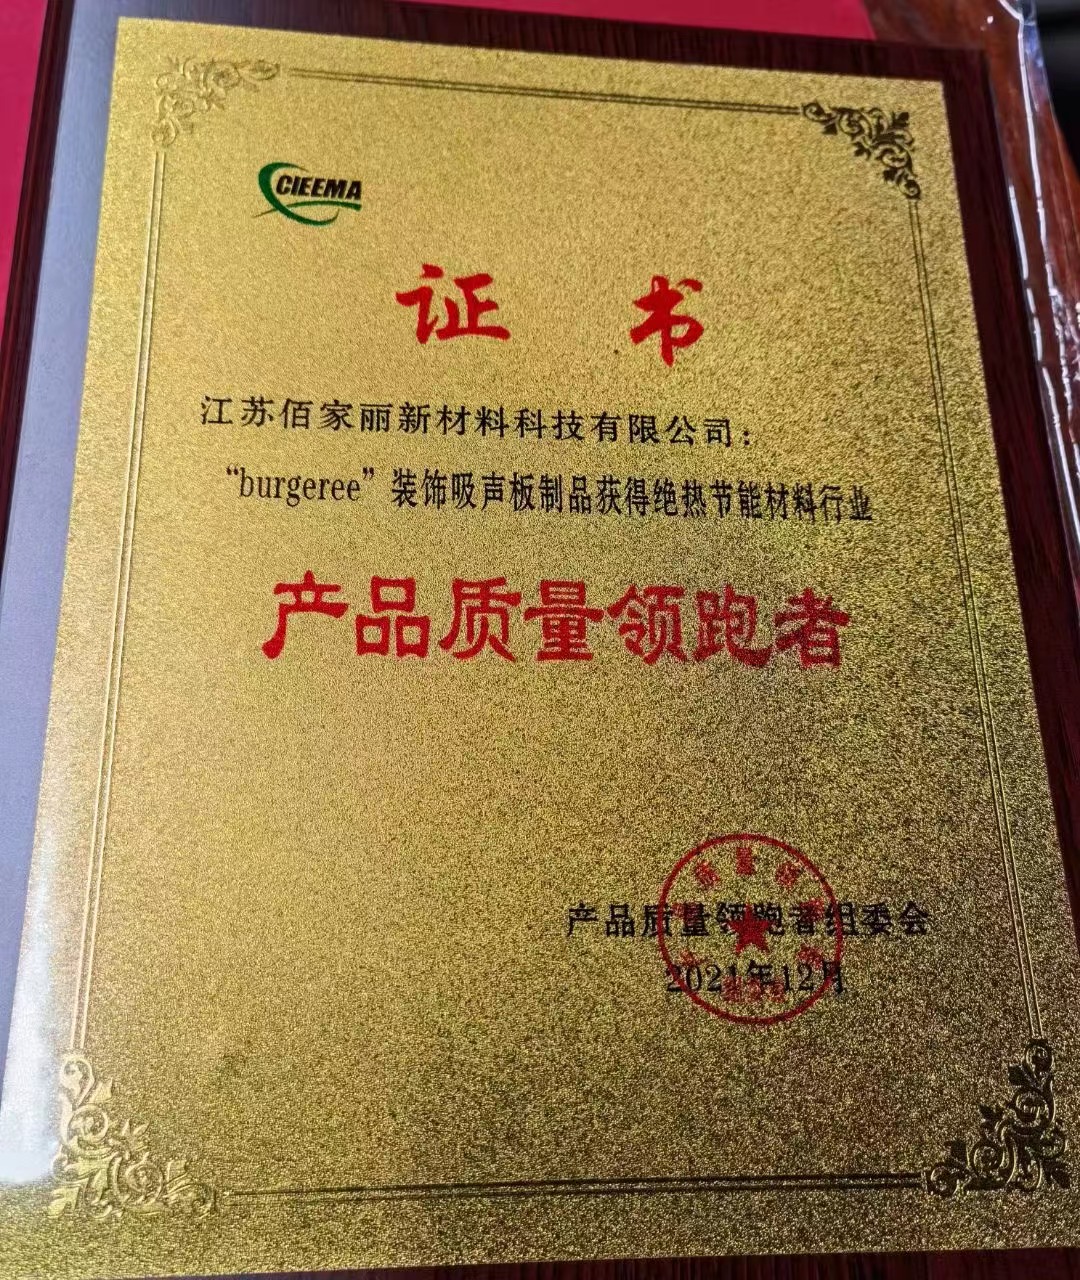 CIEEMA
证书
江苏佰家丽新材料科技有限公司：
“burgeree”装饰吸声板制品获得绝热节能材料行业
产品质量领跑者
产品质量领跑者组委会
2021年12月